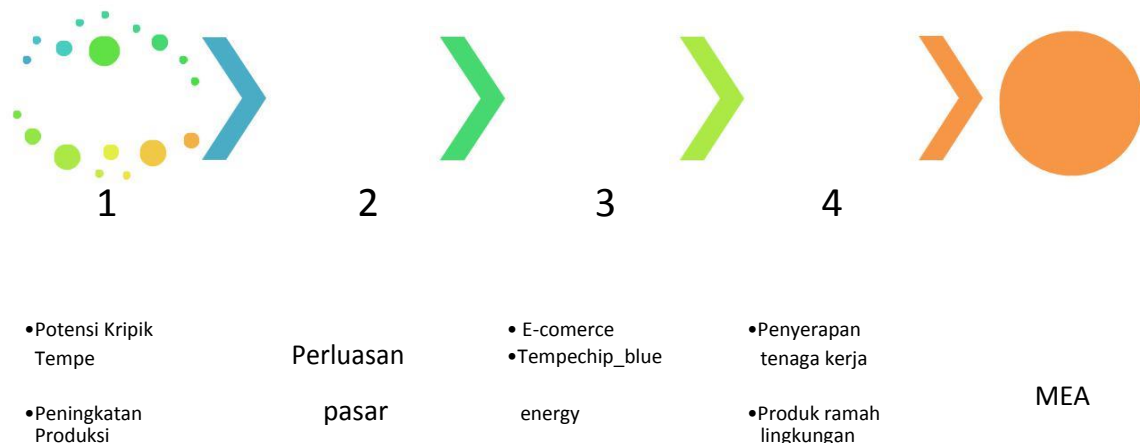 1
2
3
4
•Potensi Kripik
Tempe
•Peningkatan
Produksi
Perluasan
pasar
• E-comerce
•Tempechip_blue
energy
•Penyerapan
tenaga kerja
•Produk ramah
lingkungan
MEA